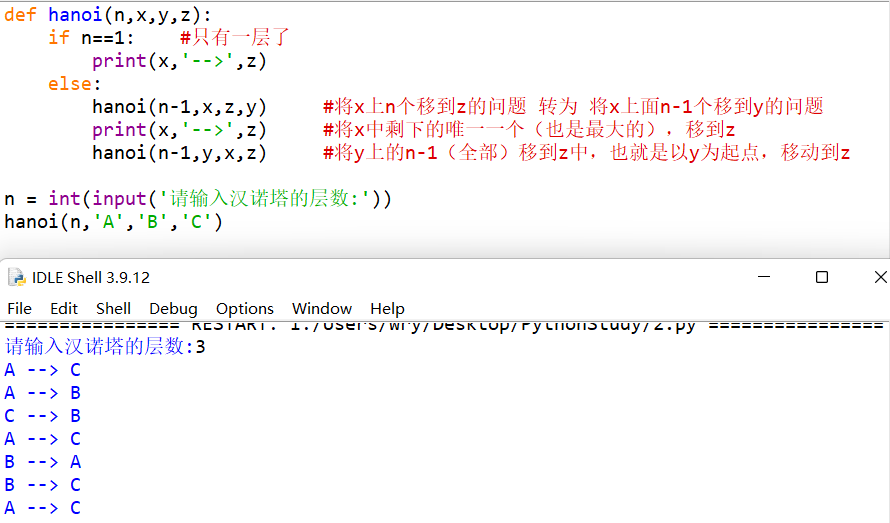 def hanoi(n,x,y,z):
    if n==1:    #只有一层了
        print(x,'-->',z)
    else:
        hanoi(n-1,x,z,y)     #将x上n个移到z的问题 转为 将x上面n-1个移到y的问题
        print(x,'-->',z)     #将x中剩下的唯一一个（也是最大的），移到z
        hanoi(n-1,y,x,z)     #将y上的n-1（全部）移到z中，也就是以y为起点，移动到z
n = int(input('请输入汉诺塔的层数:'))
hanoi(n,'A','B','C')
IDLE Shell 3.9.12
File Edit Shell Debug Options Window Help
================ RESTART: /Users/wry/Desktop/PythonStudy/2.py ================
请输入汉诺塔的层数:3
A --> C
A --> B
C --> B
A --> C
B --> A
B --> C
A --> C